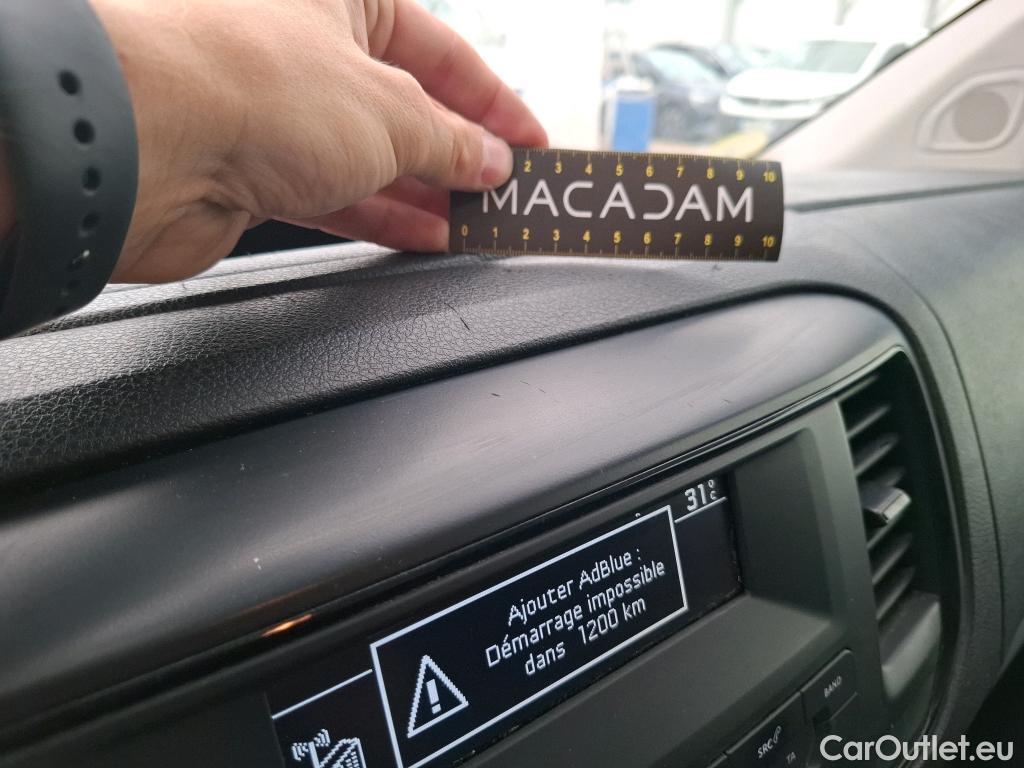 2 3 4 5 6 7 8 9 10
MACADAM
0 1 2 3 4 5 6 7 8 9 10
31°C
Ajouter AdBlue :
Démarrage impossible
dans 1200 km
BAND
SRC
TA
CarOutlet.eu